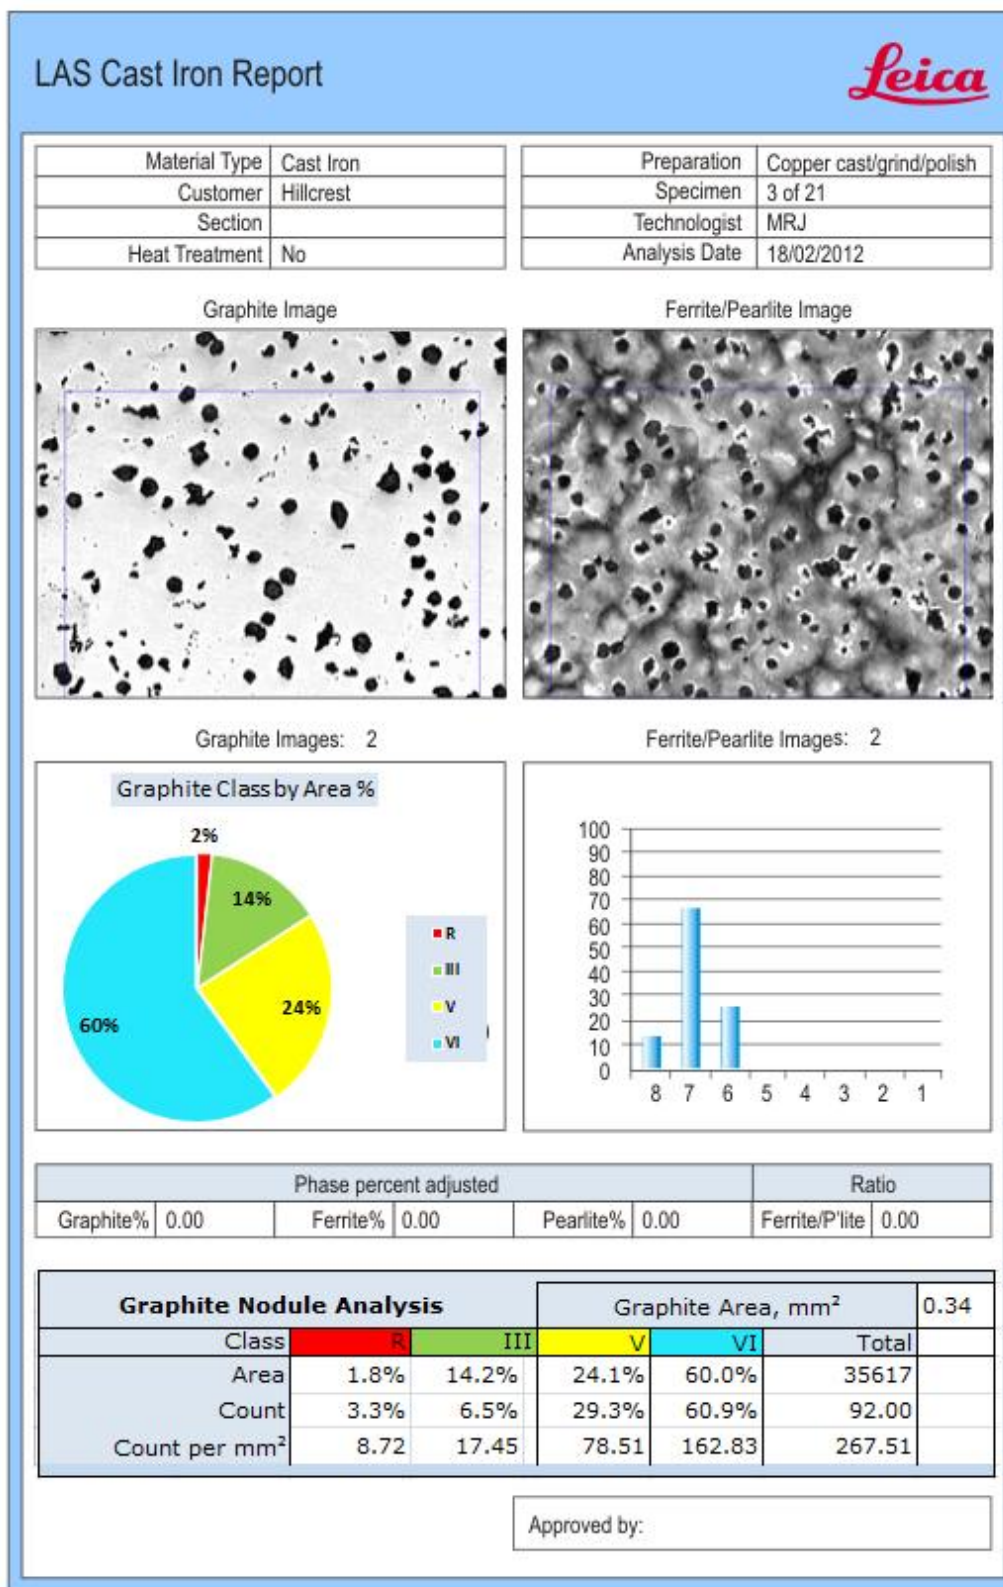 LAS Cast Iron Report
Leica
Material Type Cast Iron
Customer Hillcrest
Section
Heat Treatment No
Preparation Copper cast/grind/polish
Specimen 3 of 21
Technologist MRJ
Analysis Date 18/02/2012
Graphite Image
Ferrite/Pearlite Image
Graphite Images: 2
Ferrite/Pearlite Images: 2
Graphite Class by Area %
2%
14%
24%
60%
R
III
V
VI
100
90
80
70
60
50
40
30
20
10
0
8 7 6 5 4 3 2 1
Phase percent adjusted Ratio
Graphite% 0.00 Ferrite% 0.00 Pearlite% 0.00 Ferrite/P'lite 0.00
Graphite Nodule Analysis Graphite Area, mm² 0.34
Class R III V VI Total
Area 1.8% 14.2% 24.1% 60.0% 35617
Count 3.3% 6.5% 29.3% 60.9% 92.00
Count per mm² 8.72 17.45 78.51 162.83 267.51
Approved by: